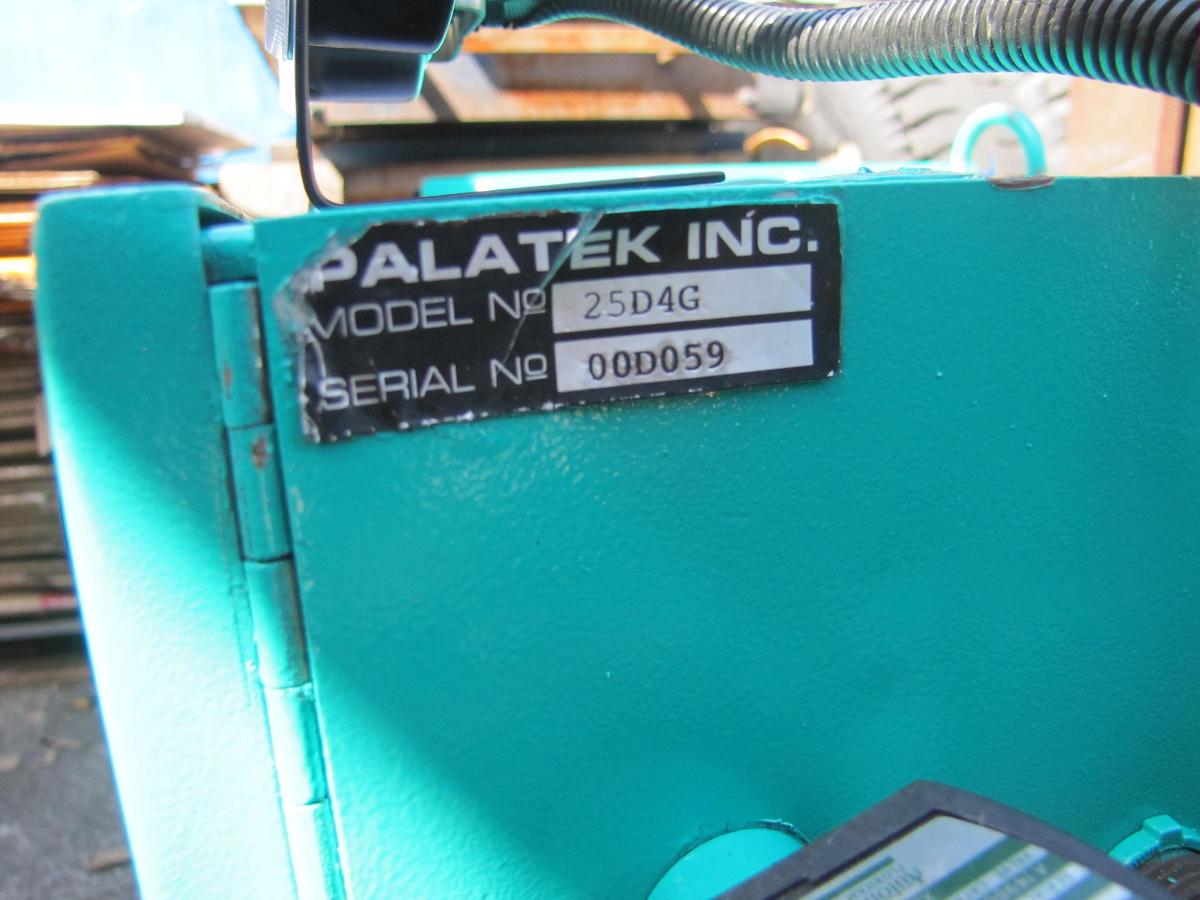 PALATEK INC.
MODEL Nº 25D4G
SERIAL Nº 00D059